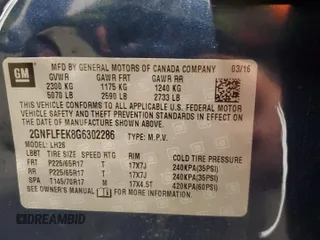 GM
MFD BY GENERAL MOTORS OF CANADA COMPANY
03/16
GVWR GAWR FRT GAWR RR
2300 KG 1175 KG 1240 KG
5070 LB 2590 LB 2733 LB
THIS VEHICLE CONFORMS TO ALL APPLICABLE U.S. FEDERAL MOTOR
VEHICLE SAFETY AND THEFT PREVENTION STANDARDS IN EFFECT ON
THE DATE OF MANUFACTURE SHOWN ABOVE.
2GNFLFEK8G6302286 TYPE: M.P.V.
MODEL: LH26
LBBT TIRE SIZE SPEED RTG RIM COLD TIRE PRESSURE
FRT P225/65R17 T 17X7J 240KPA(35PSI)
RR P225/65R17 T 17X7J 240KPA(35PSI)
SPA T145/70R17 M 17X4.5T 420KPA(60PSI)
SEE OWNER'S MANUAL FOR ADDITIONAL INFORMATION.
DREAMBID